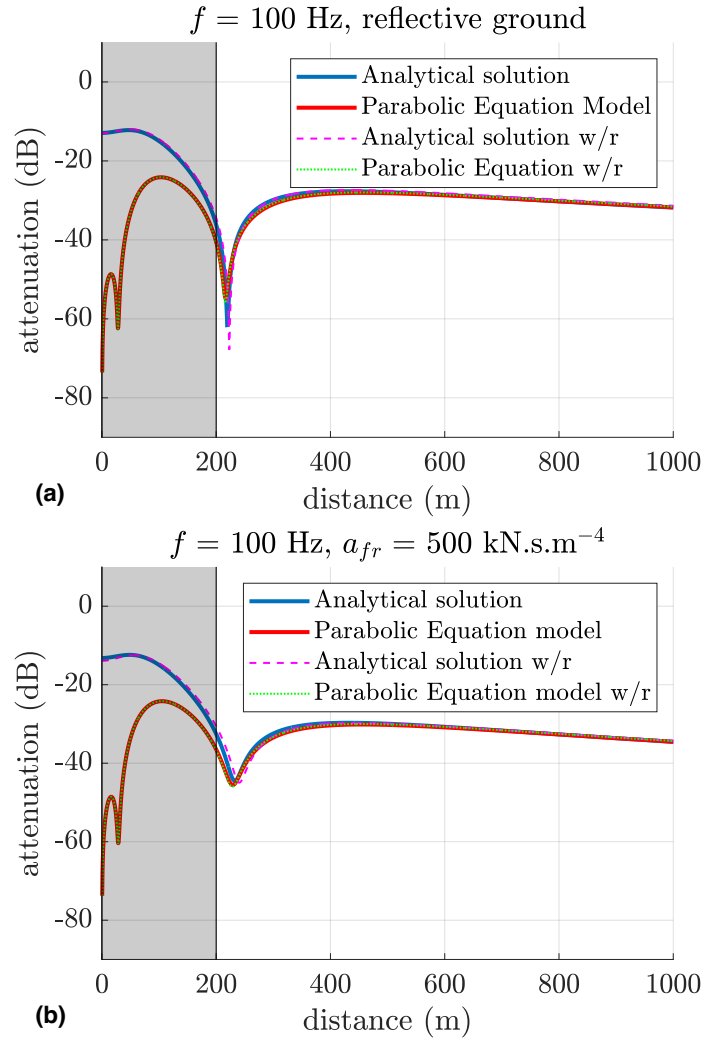 f = 100 Hz, reflective ground
Analytical solution
Parabolic Equation Model
Analytical solution w/r
Parabolic Equation w/r
attenuation (dB)
0
-20
-40
-60
-80
0 200 400 600 800 1000
distance (m)
(a)
f = 100 Hz, a_{fr} = 500 kN.s.m⁻⁴
Analytical solution
Parabolic Equation model
Analytical solution w/r
Parabolic Equation model w/r
attenuation (dB)
0
-20
-40
-60
-80
0 200 400 600 800 1000
distance (m)
(b)